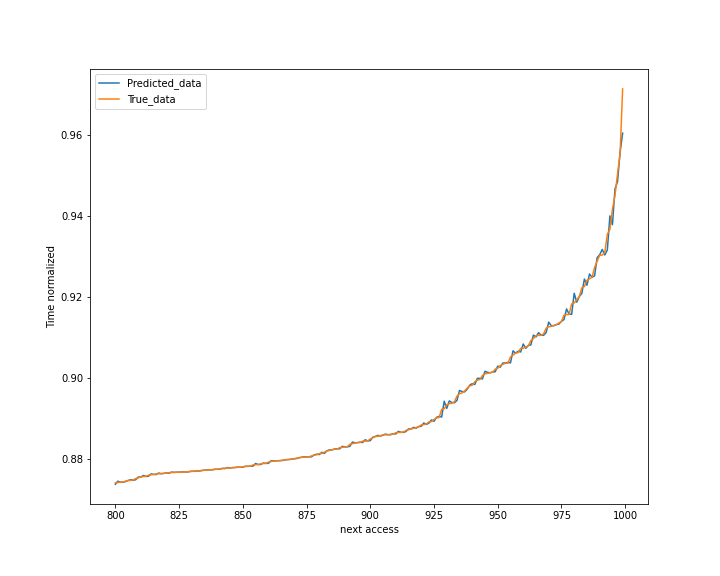 Predicted_data
True_data
0.96
0.94
0.92
0.90
0.88
Time normalized
800 825 850 875 900 925 950 975 1000
next access